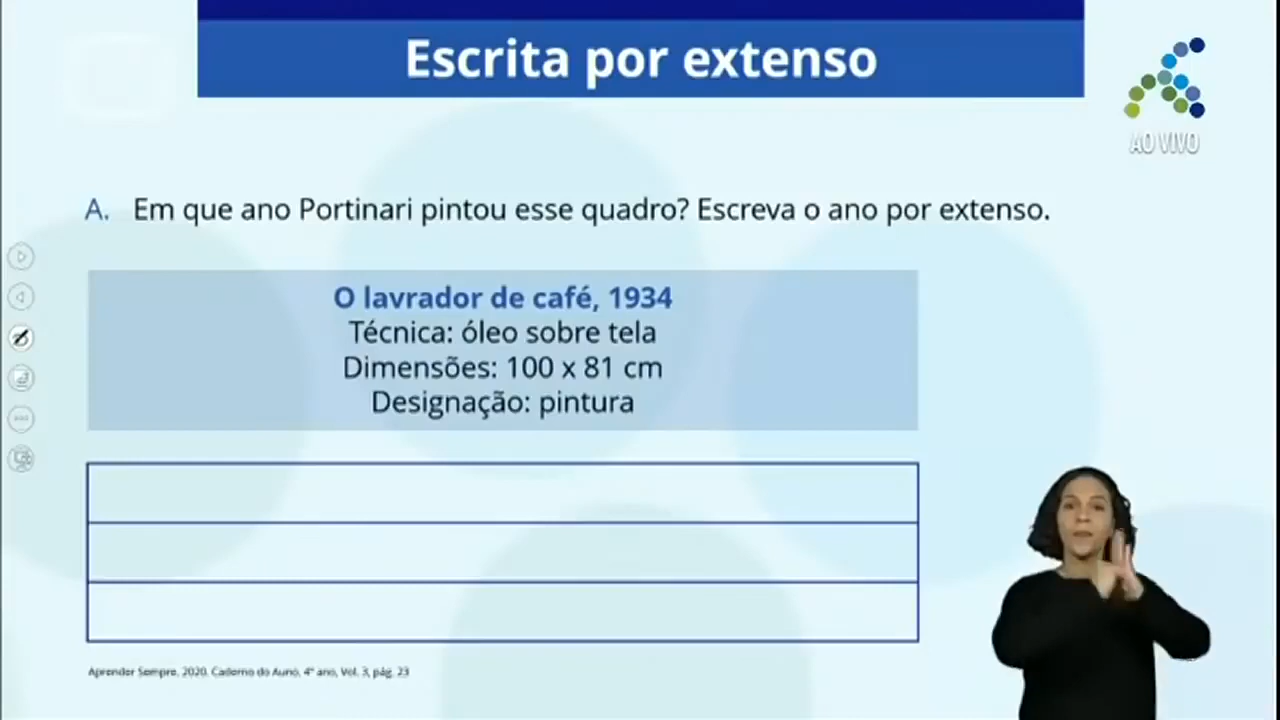 Escrita por extenso
AO VIVO
A. Em que ano Portinari pintou esse quadro? Escreva o ano por extenso.
O lavrador de café, 1934
Técnica: óleo sobre tela
Dimensões: 100 x 81 cm
Designação: pintura
Aprender Sempre, 2020. Caderno do Auno, 4° ano, Vol. 3, pág. 23